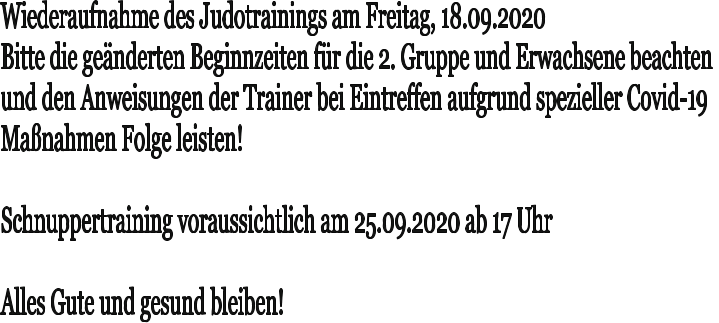 Wiederaufnahme des Judotrainings am Freitag, 18.09.2020
Bitte die geänderten Beginnzeiten für die 2. Gruppe und Erwachsene beachten
und den Anweisungen der Trainer bei Eintreffen aufgrund spezieller Covid-19
Maßnahmen Folge leisten!
Schnuppertraining voraussichtlich am 25.09.2020 ab 17 Uhr
Alles Gute und gesund bleiben!